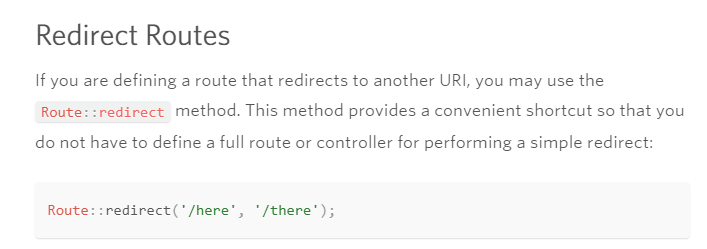 Redirect Routes
If you are defining a route that redirects to another URI, you may use the
Route::redirect method. This method provides a convenient shortcut so that you
do not have to define a full route or controller for performing a simple redirect:
Route::redirect('/here', '/there');